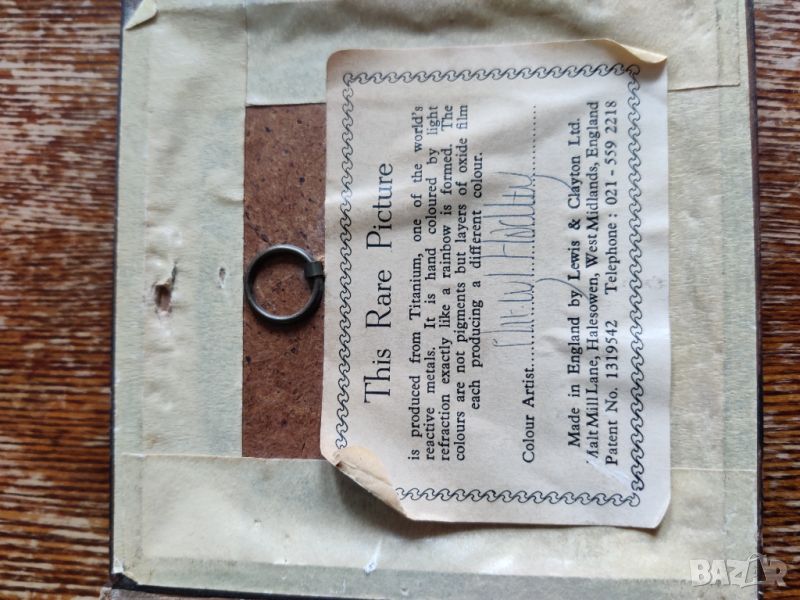 This Rare Picture
is produced from Titanium, one of the world's
reactive metals. It is hand coloured by light
refraction exactly like a rainbow is formed. The
colours are not pigments but layers of oxide film
each producing a different colour.
Colour Artist
Made in England by Lewis & Clayton Ltd.
Malt Mill Lane, Halesowen, West Midlands, England
Patent No. 1319542 Telephone : 021 - 559 2218
BAZAR